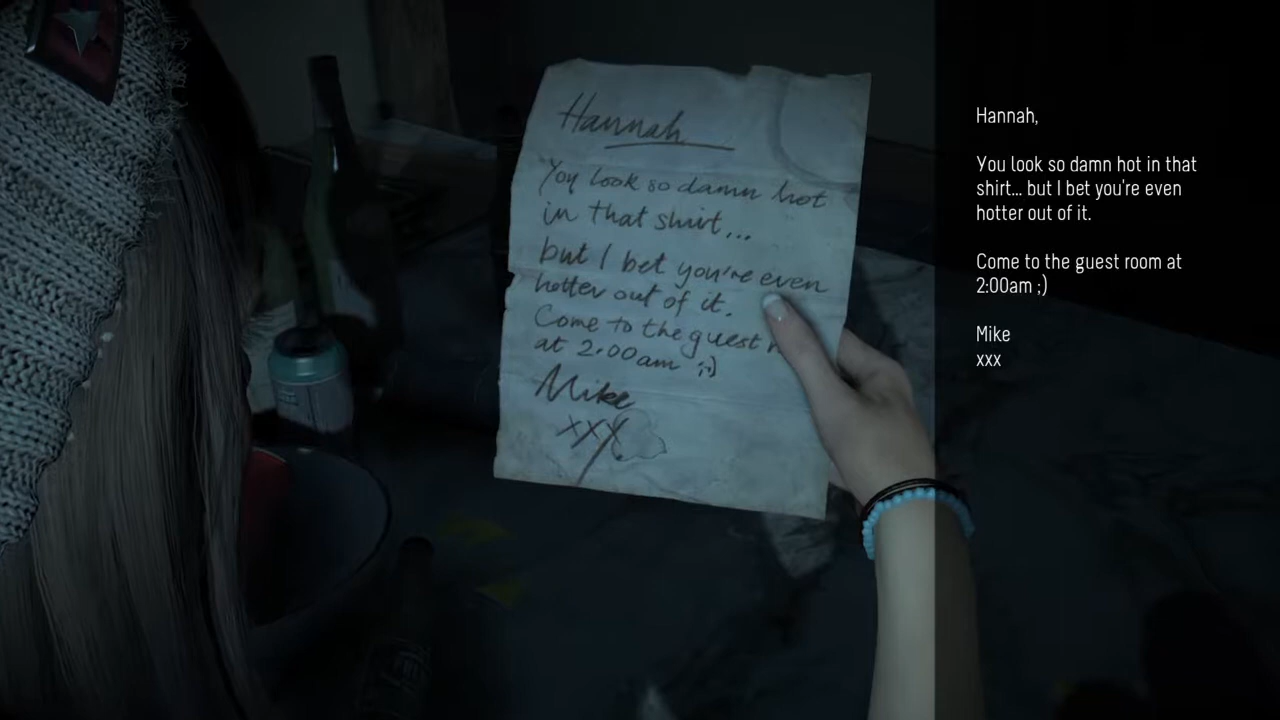 Hannah
You look so damn hot
in that shirt...
but I bet you're even
hotter out of it.
Come to the guest
at 2:00am ;)
Mike
xxx
Hannah,
You look so damn hot in that
shirt... but I bet you're even
hotter out of it.
Come to the guest room at
2:00am ;)
Mike
xxx